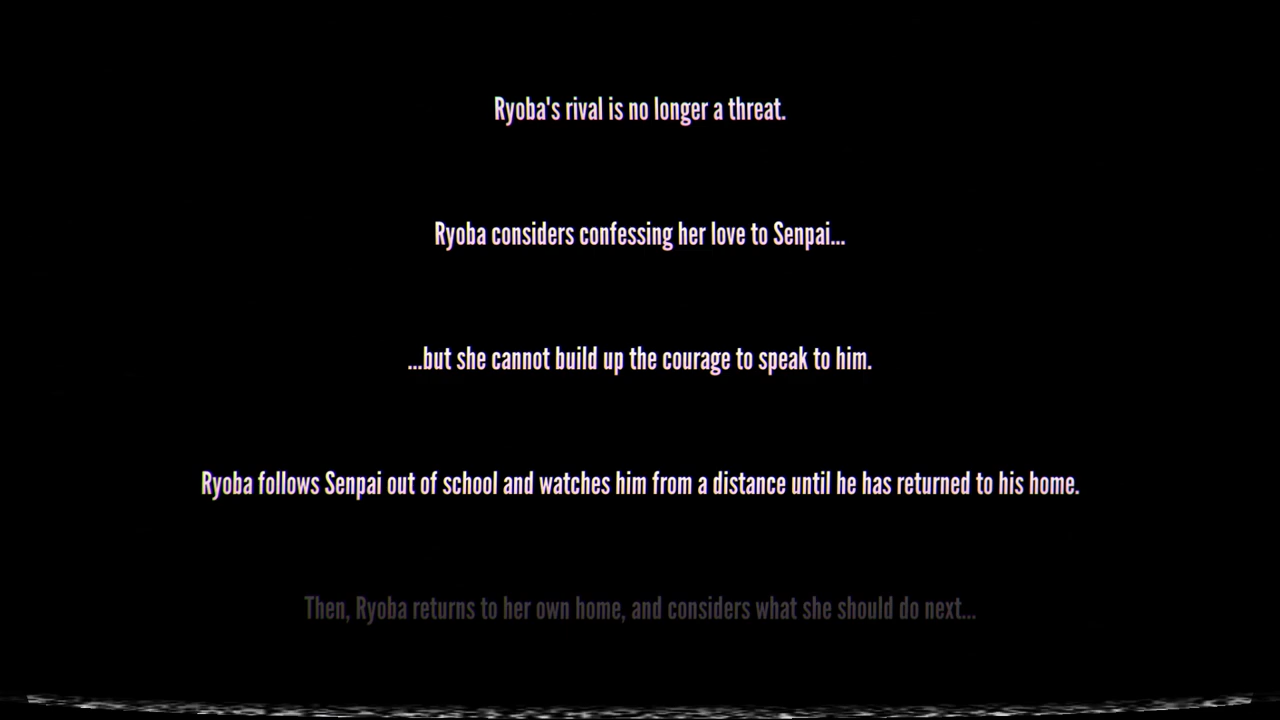 Ryoba's rival is no longer a threat.
Ryoba considers confessing her love to Senpai...
...but she cannot build up the courage to speak to him.
Ryoba follows Senpai out of school and watches him from a distance until he has returned to his home.
Then, Ryoba returns to her own home, and considers what she should do next...